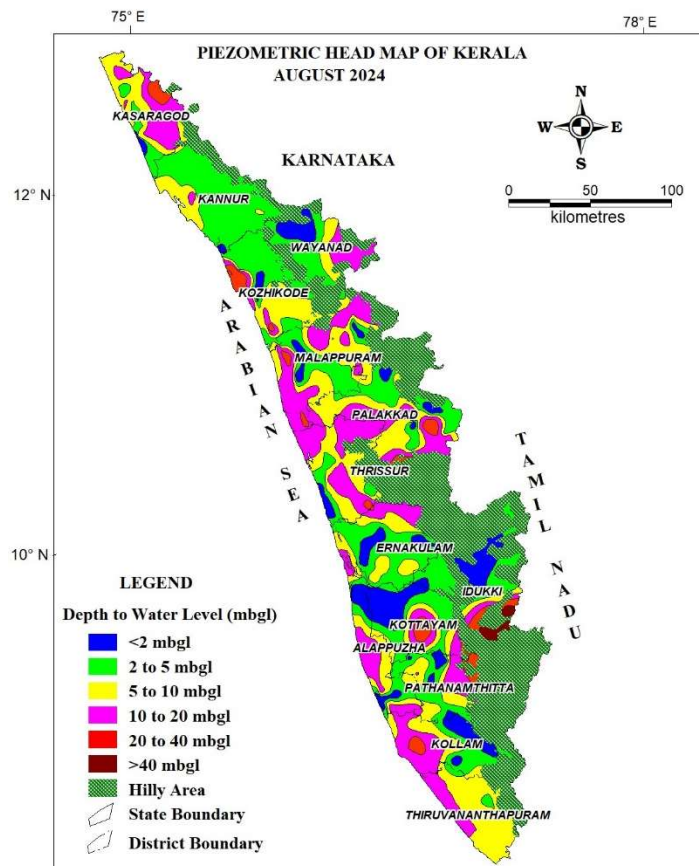 75° E
78° E
PIEZOMETRIC HEAD MAP OF KERALA
AUGUST 2024
N
W E
S
KASARAGOD
KARNATAKA
0 50 100
kilometres
12° N
KANNUR
WAYANAD
KOZHIKODE
ARABIAN SEA
MALAPPURAM
PALAKKAD
TAMIL NADU
THRISSUR
10° N
ERNAKULAM
IDUKKI
KOTTAYAM
ALAPPUZHA
PATHANAMTHITTA
KOLLAM
THIRUVANANTHAPURAM
LEGEND
Depth to Water Level (mbgl)
<2 mbgl
2 to 5 mbgl
5 to 10 mbgl
10 to 20 mbgl
20 to 40 mbgl
>40 mbgl
Hilly Area
State Boundary
District Boundary